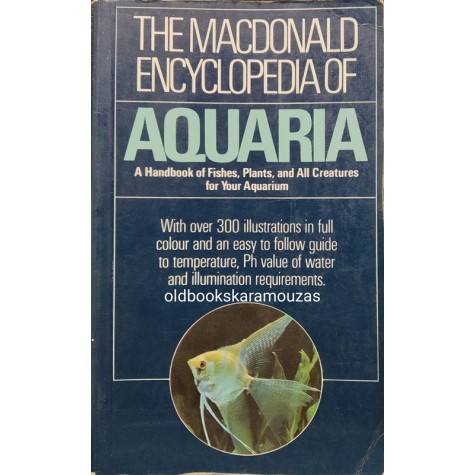 THE MACDONALD
ENCYCLOPEDIA OF
AQUARIA
A Handbook of Fishes, Plants, and All Creatures
for Your Aquarium
With over 300 illustrations in full
colour and an easy to follow guide
to temperature, Ph value of water
and illumination requirements.
oldbookskaramouzas